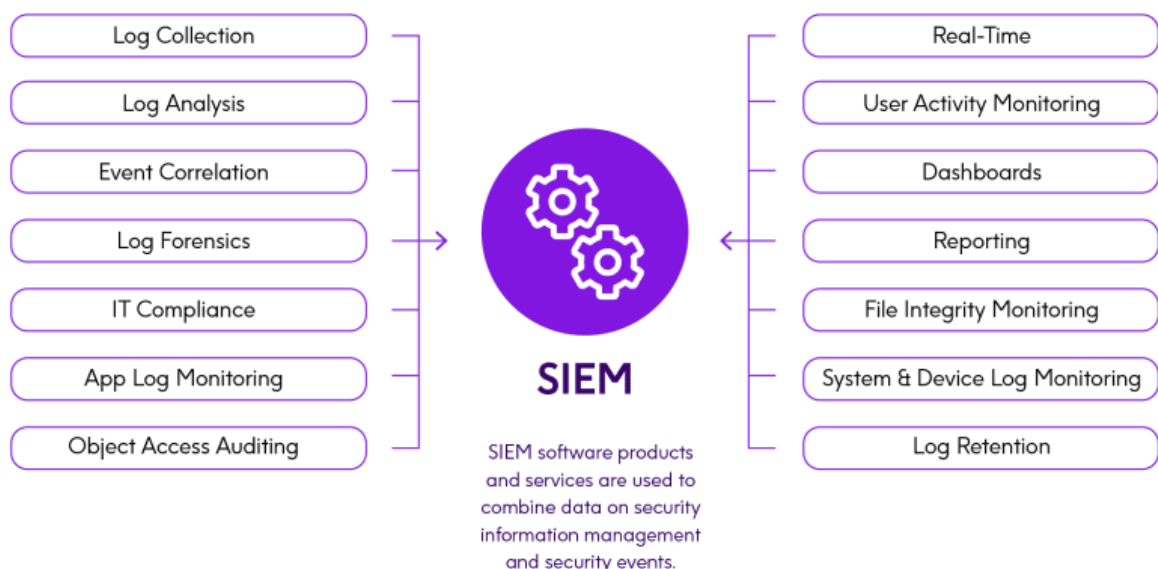 Log Collection
Log Analysis
Event Correlation
Log Forensics
IT Compliance
App Log Monitoring
Object Access Auditing
SIEM
SIEM software products
and services are used to
combine data on security
information management
and security events.
Real-Time
User Activity Monitoring
Dashboards
Reporting
File Integrity Monitoring
System & Device Log Monitoring
Log Retention